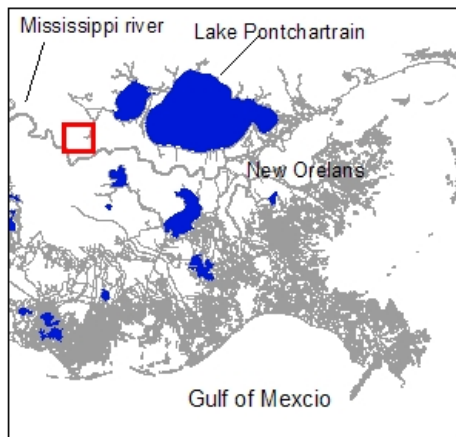 Mississippi river
Lake Pontchartrain
New Orelans
Gulf of Mexcio